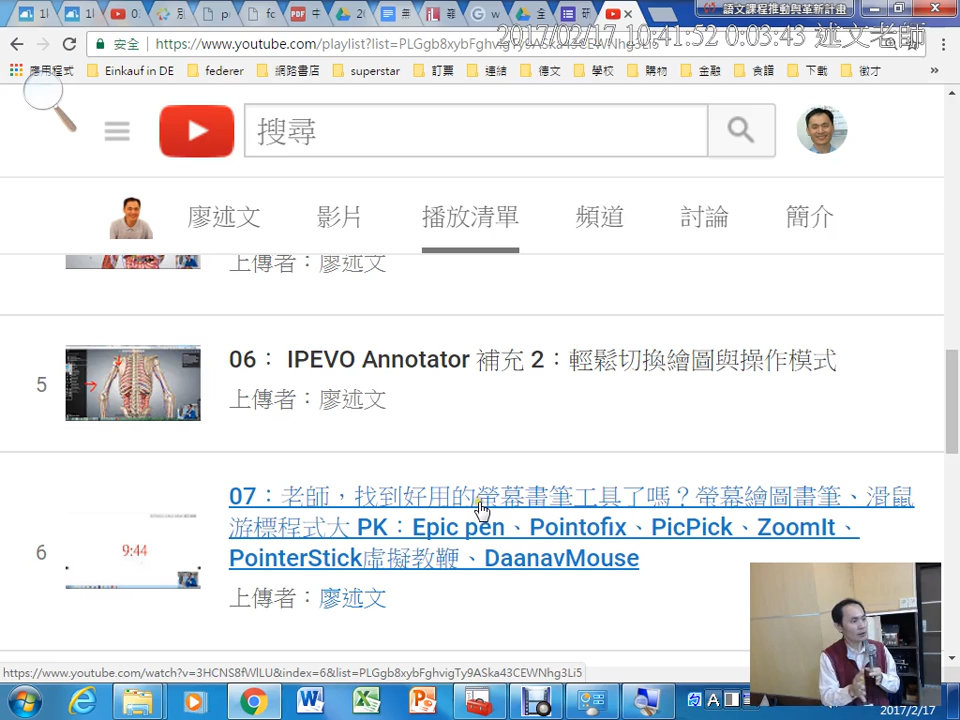 語文課程推動與革新計畫
2017/02/17 10:41:52 0:03:43 述文老師
安全 https://www.youtube.com/playlist?list=PLGgb8xybFghvigTy9ASka43CEWNhg3Li5
應用程式 Einkauf in DE federer 網路書店 superstar 訂票 連結 德文 學校 購物 金融 食譜 下載 徵才 »
搜尋
廖述文 影片 播放清單 頻道 討論 簡介
上傳者：廖述文
5
06： IPEVO Annotator 補充 2：輕鬆切換繪圖與操作模式
上傳者：廖述文
6
9:44
07：老師，找到好用的螢幕畫筆工具了嗎？螢幕繪圖畫筆、滑鼠
游標程式大 PK：Epic pen、Pointofix、PicPick、ZoomIt、
PointerStick虛擬教鞭、DaanavMouse
上傳者：廖述文
https://www.youtube.com/watch?v=3HCNS8fWlLU&index=6&list=PLGgb8xybFghvigTy9ASka43CEWNhg3Li5
2017/2/17